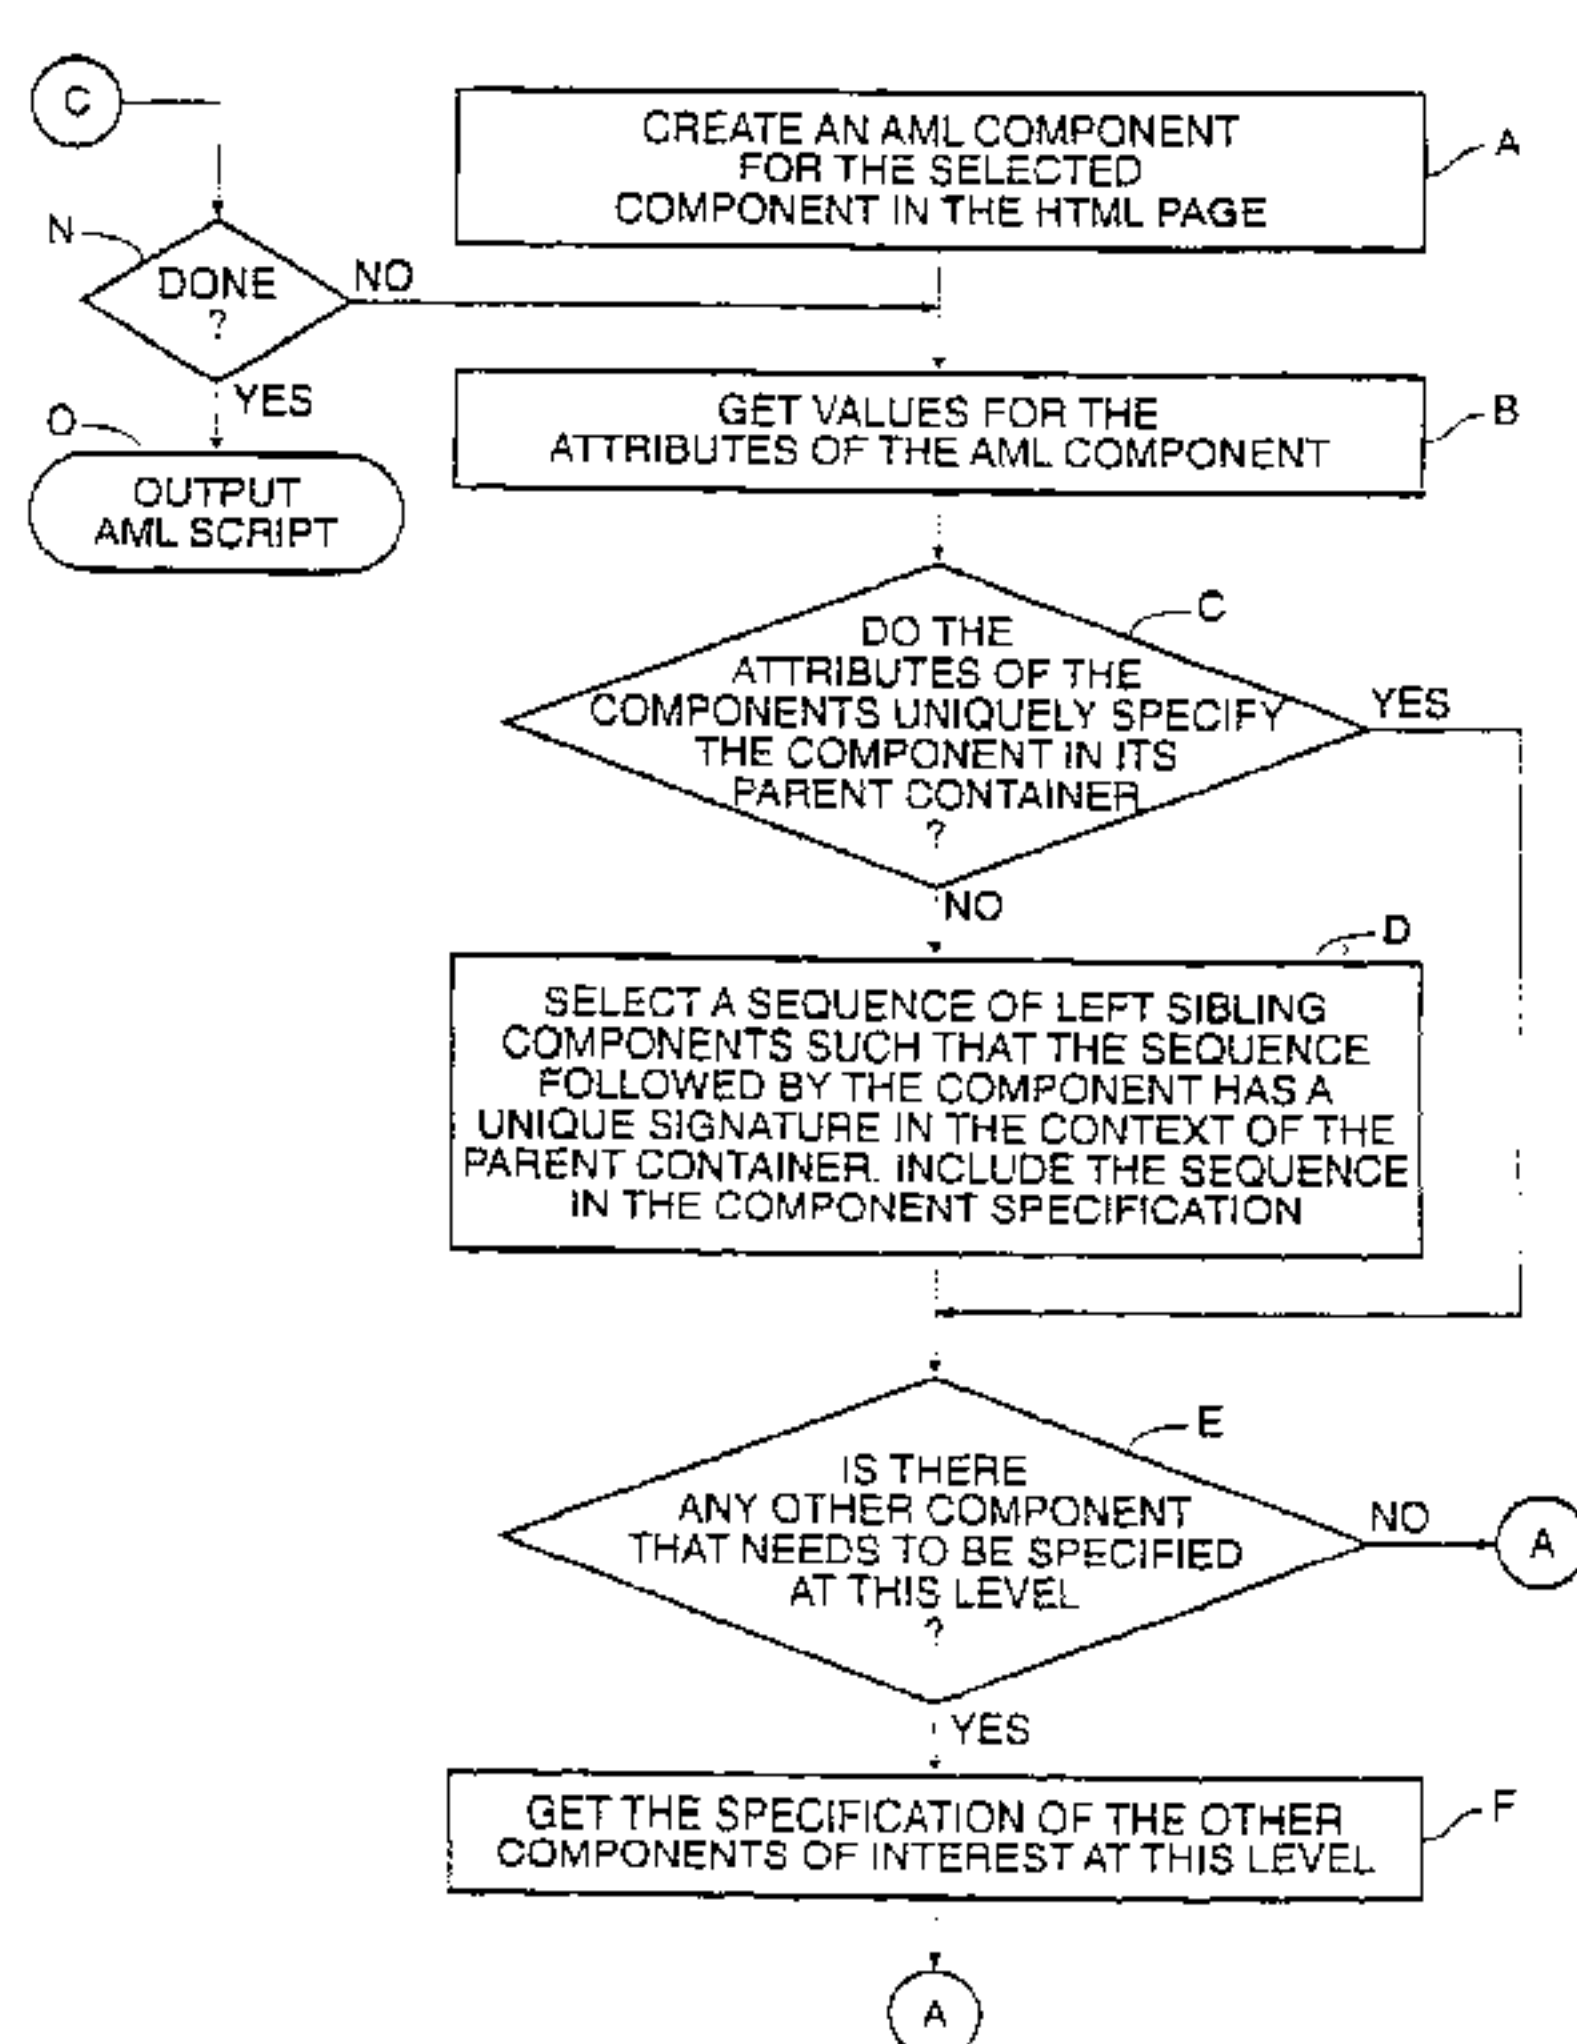 C
CREATE AN AML COMPONENT
FOR THE SELECTED
COMPONENT IN THE HTML PAGE
A
N
DONE
?
NO
YES
O
OUTPUT
AML SCRIPT
GET VALUES FOR THE
ATTRIBUTES OF THE AML COMPONENT
B
DO THE
ATTRIBUTES OF THE
COMPONENTS UNIQUELY SPECIFY
THE COMPONENT IN ITS
PARENT CONTAINER
?
C
YES
NO
D
SELECT A SEQUENCE OF LEFT SIBLING
COMPONENTS SUCH THAT THE SEQUENCE
FOLLOWED BY THE COMPONENT HAS A
UNIQUE SIGNATURE IN THE CONTEXT OF THE
PARENT CONTAINER. INCLUDE THE SEQUENCE
IN THE COMPONENT SPECIFICATION
E
IS THERE
ANY OTHER COMPONENT
THAT NEEDS TO BE SPECIFIED
AT THIS LEVEL
?
NO
A
YES
GET THE SPECIFICATION OF THE OTHER
COMPONENTS OF INTEREST AT THIS LEVEL
F
A